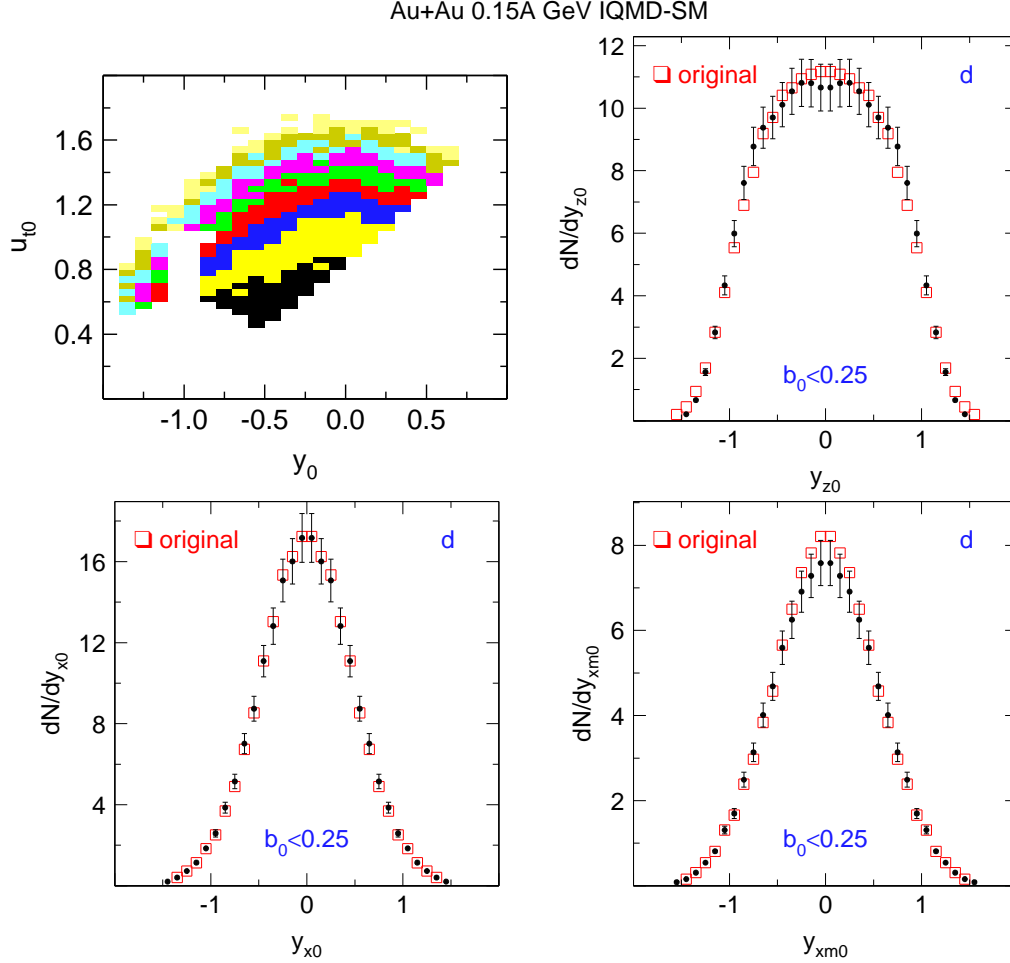 Au+Au 0.15A GeV IQMD-SM
1.6
1.2
0.8
0.4
u_t0
-1.0 -0.5 0.0 0.5
y_0
12
10
8
6
4
2
dN/dy_z0
❏ original d
b_0<0.25
-1 0 1
y_z0
16
12
8
4
dN/dy_x0
❏ original d
b_0<0.25
-1 0 1
y_x0
8
6
4
2
dN/dy_xm0
❏ original d
b_0<0.25
-1 0 1
y_xm0